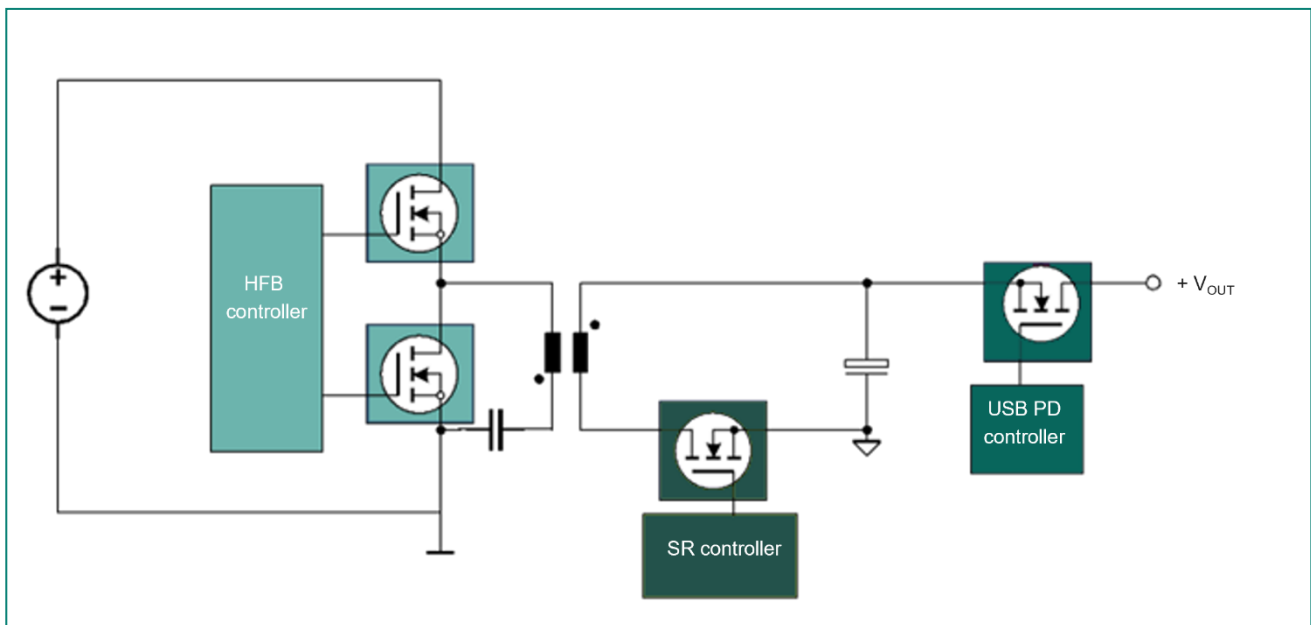 HFB
controller
+ VOUT
USB PD
controller
SR controller